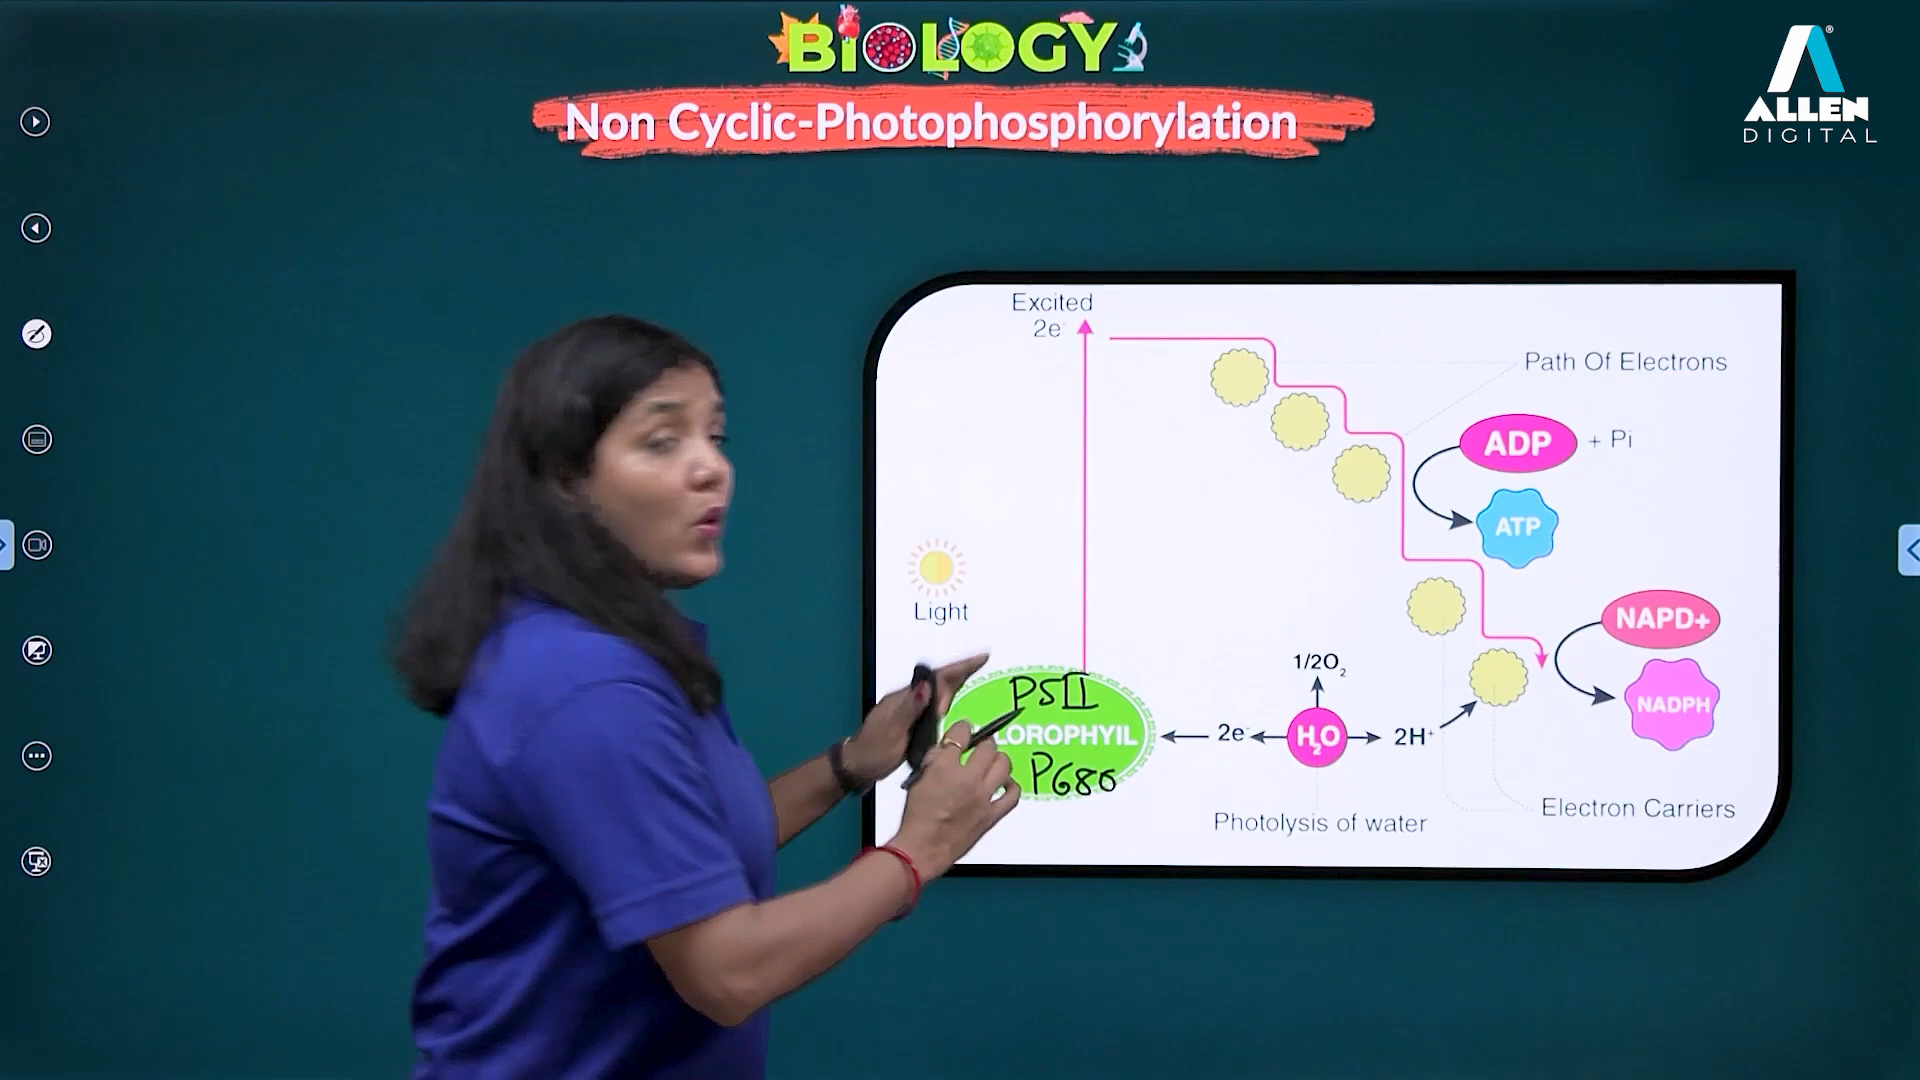 BIOLOGY
Non Cyclic-Photophosphorylation
ALLEN
DIGITAL
Excited
2e-
Path Of Electrons
ADP + Pi
ATP
Light
NAPD+
NADPH
1/2O2
PSII
LOROPHYIL
P680
2e-
H2O
2H+
Photolysis of water
Electron Carriers